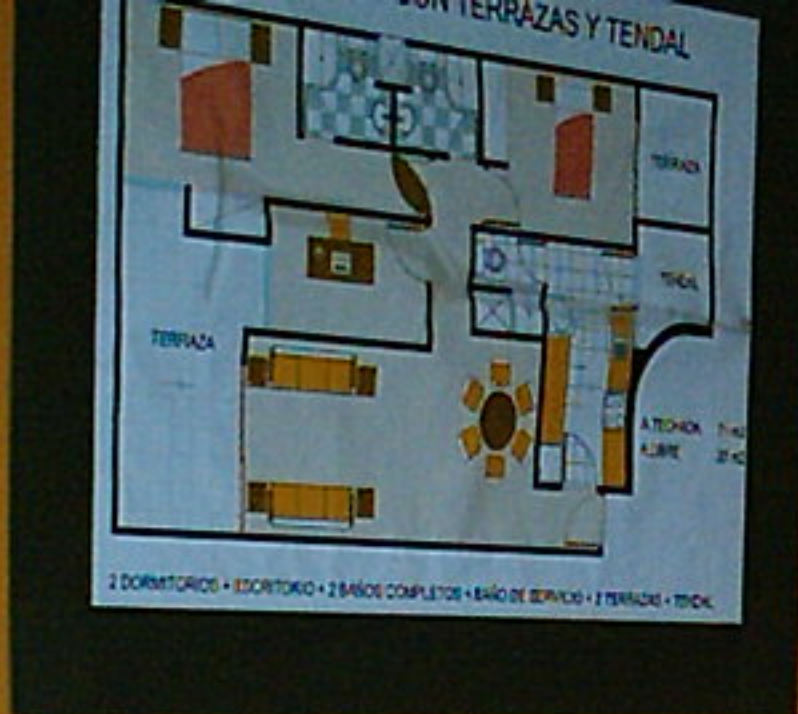 CON TERRAZAS Y TENDAL
TERRAZA
TENDAL
TERRAZA
A.TECHADA
A.LIBRE
2 DORMITORIOS + ESCRITORIO + 2 BAÑOS COMPLETOS + BAÑO DE SERVICIO + 2 TERRAZAS + TENDAL